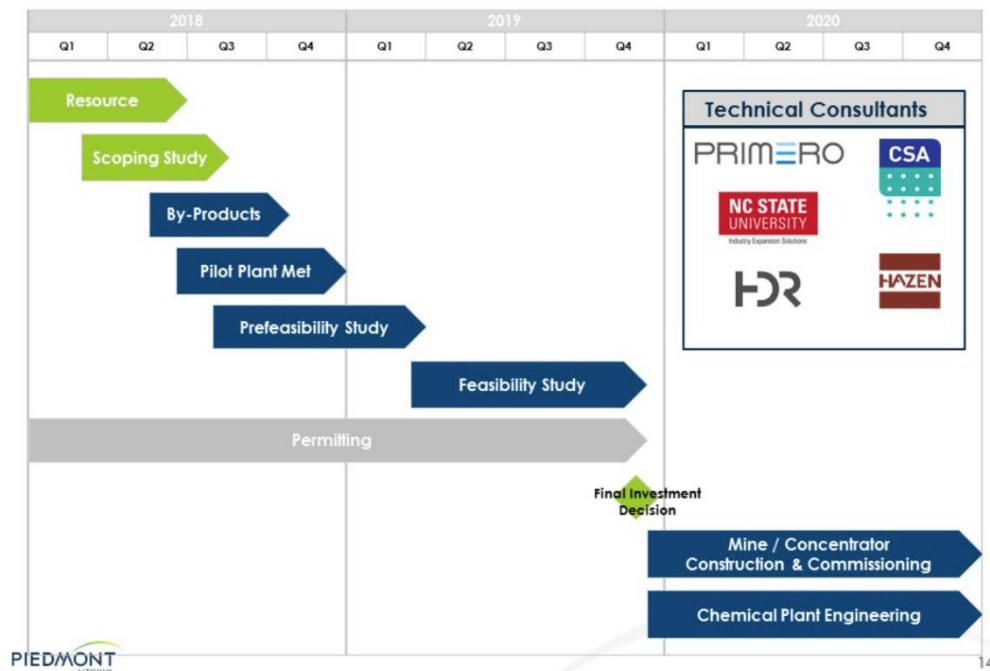 2018 2019 2020
Q1 Q2 Q3 Q4 Q1 Q2 Q3 Q4 Q1 Q2 Q3 Q4
Resource
Scoping Study
By-Products
Pilot Plant Met
Prefeasibility Study
Feasibility Study
Permitting
Final Investment
Decision
Mine / Concentrator
Construction & Commissioning
Chemical Plant Engineering
Technical Consultants
PRIMERO
CSA
NC STATE
UNIVERSITY
Industry Expansion Solutions
HDR
HAZEN
PIEDMONT
14